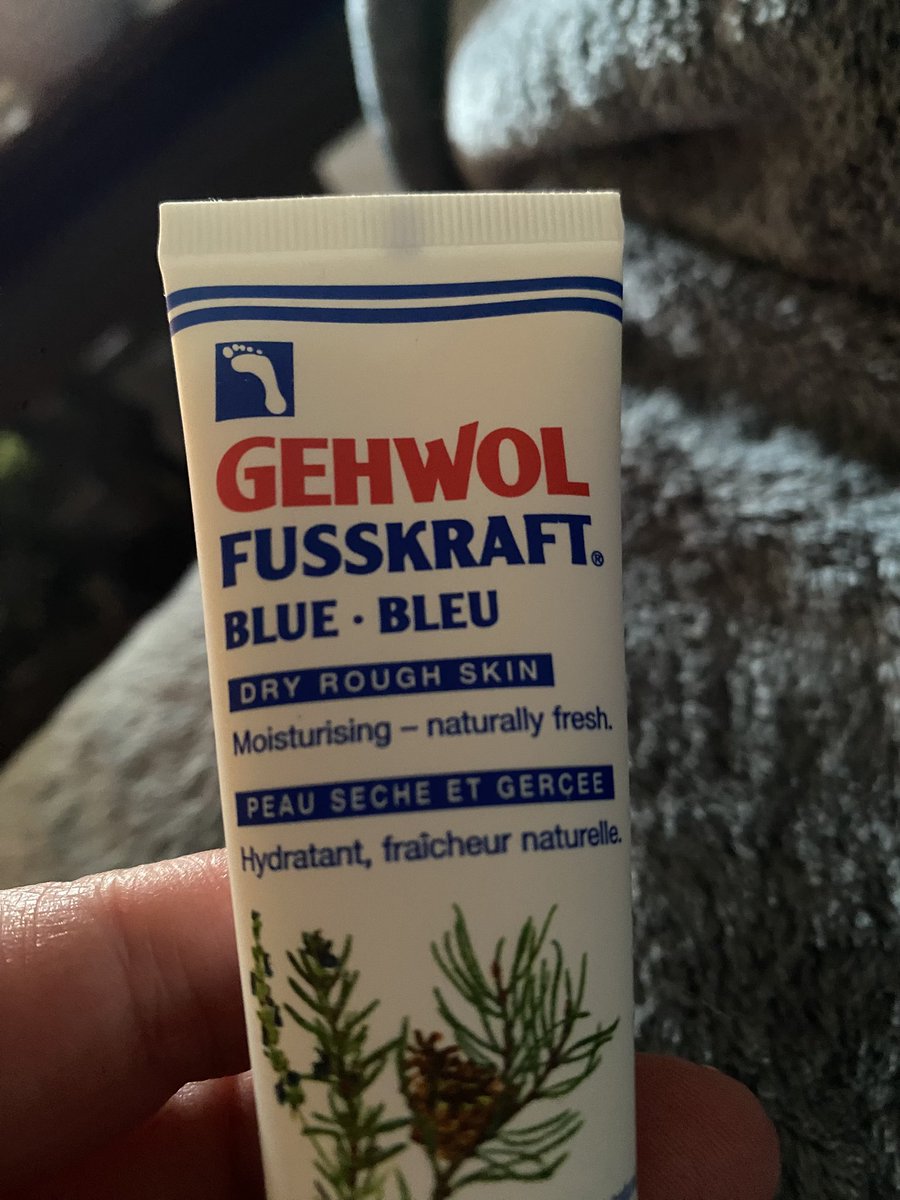 GEHWOL
FUSSKRAFT®
BLUE · BLEU
DRY ROUGH SKIN
Moisturising – naturally fresh.
PEAU SECHE ET GERÇEE
Hydratant, fraîcheur naturelle.